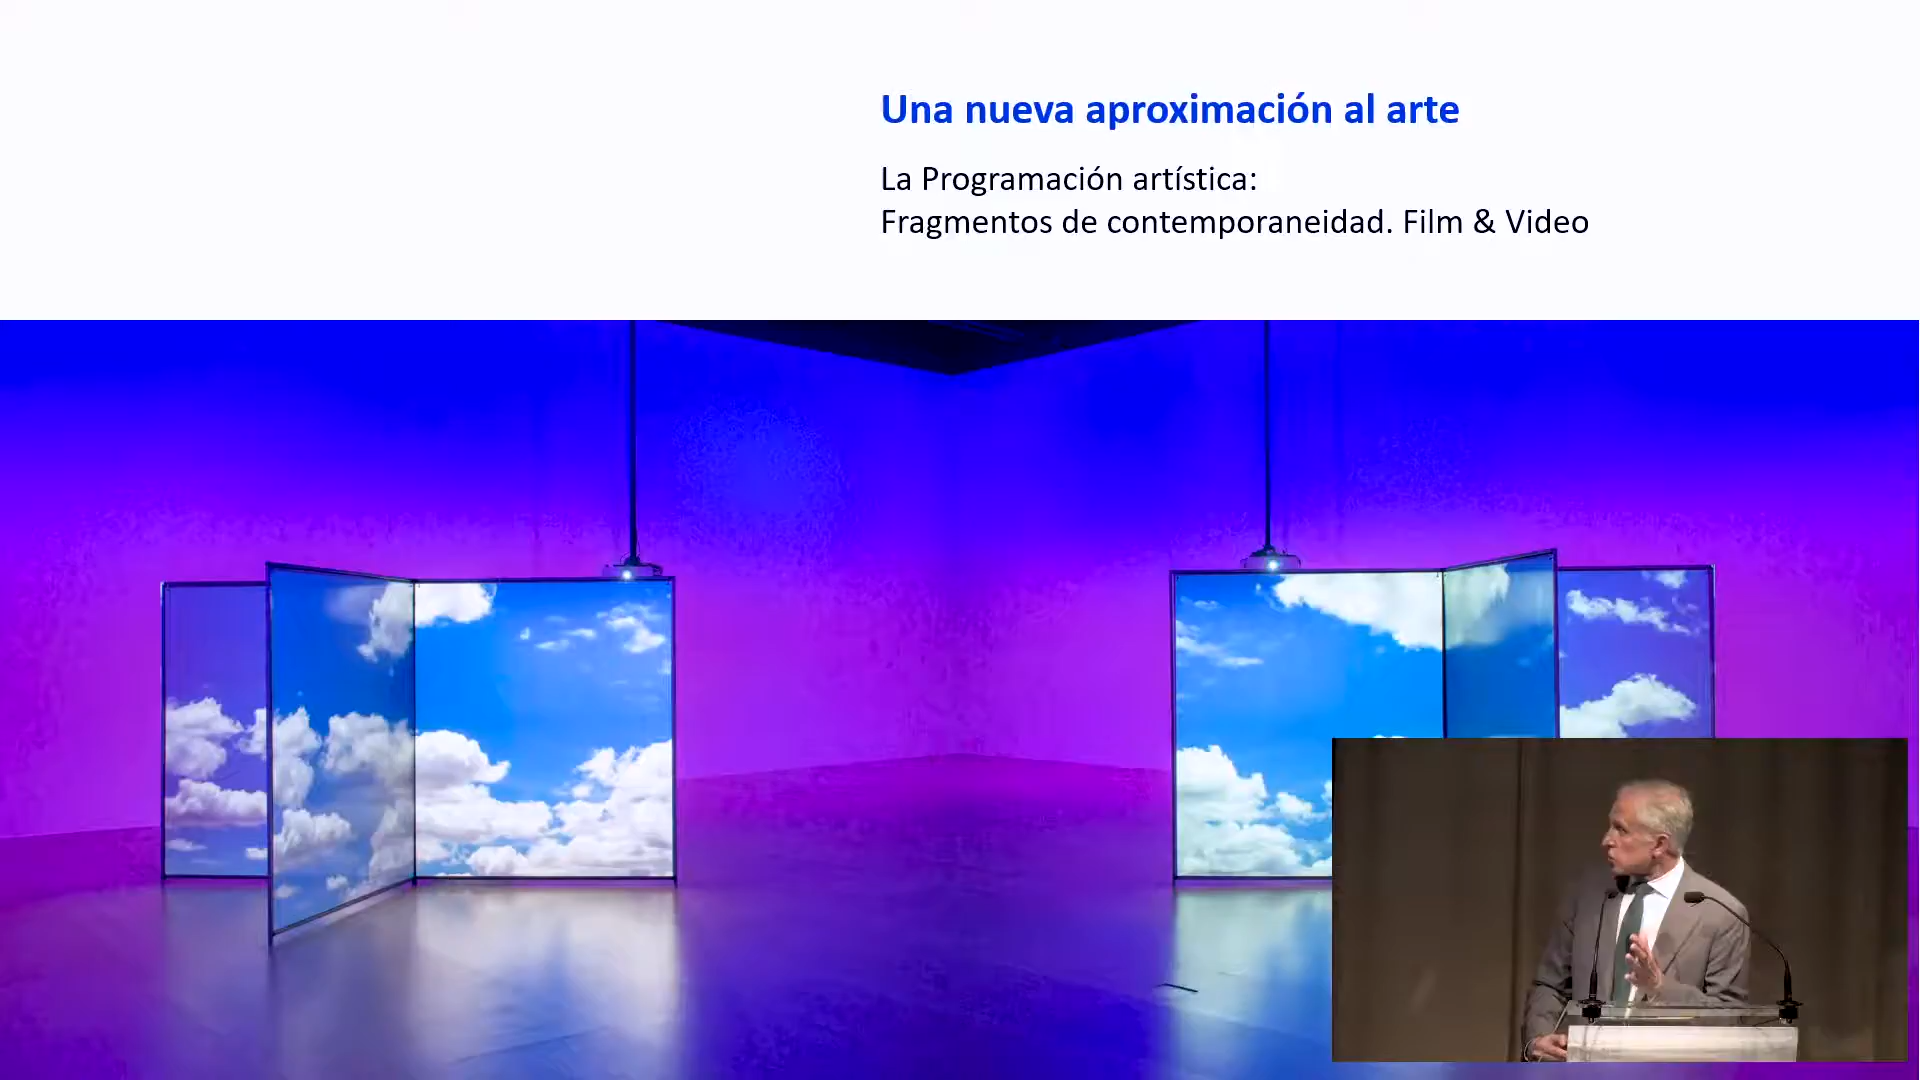 Una nueva aproximación al arte
La Programación artística:
Fragmentos de contemporaneidad. Film & Video